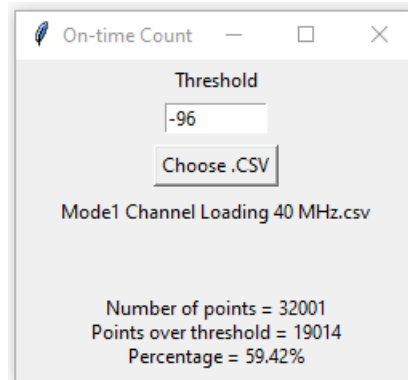 On-time Count
Threshold
-96
Choose .CSV
Mode1 Channel Loading 40 MHz.csv
Number of points = 32001
Points over threshold = 19014
Percentage = 59.42%